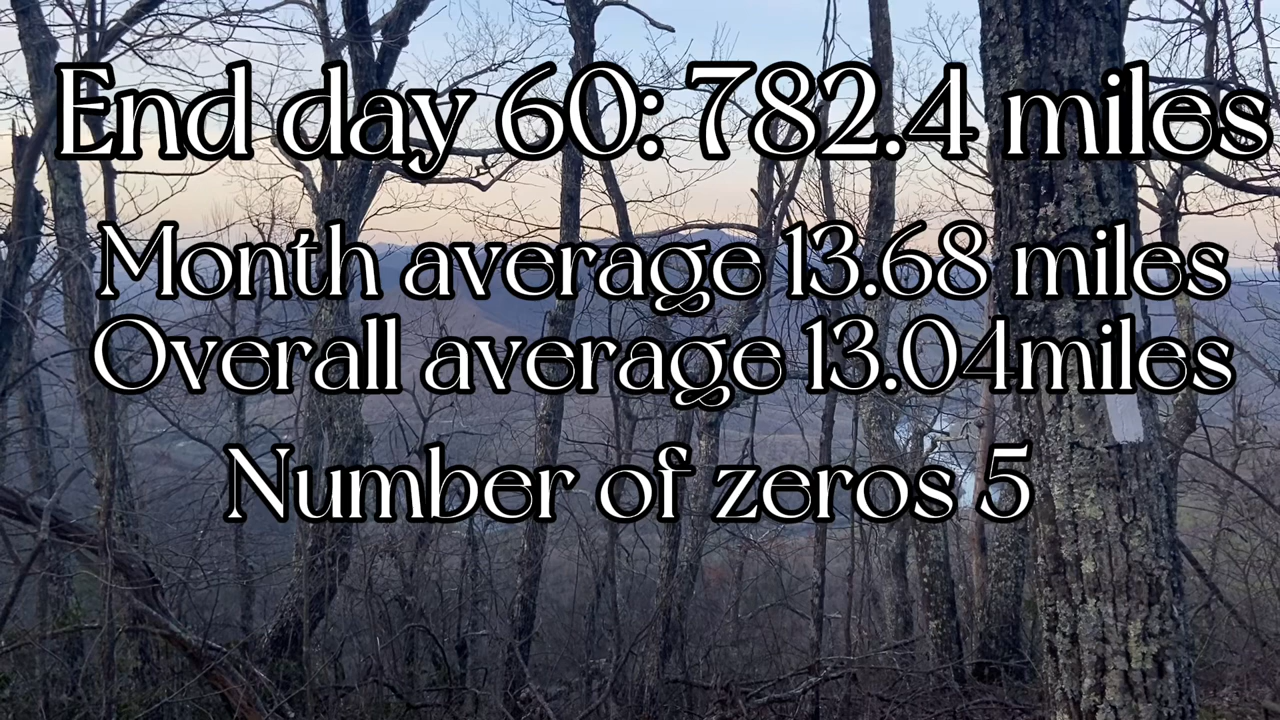 End day 60: 782.4 miles
Month average 13.68 miles
Overall average 13.04miles
Number of zeros 5